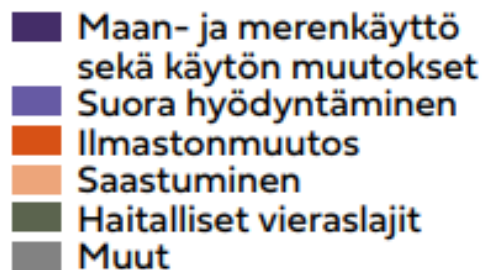 Maan- ja merenkäyttö
sekä käytön muutokset
Suora hyödyntäminen
Ilmastonmuutos
Saastuminen
Haitalliset vieraslajit
Muut